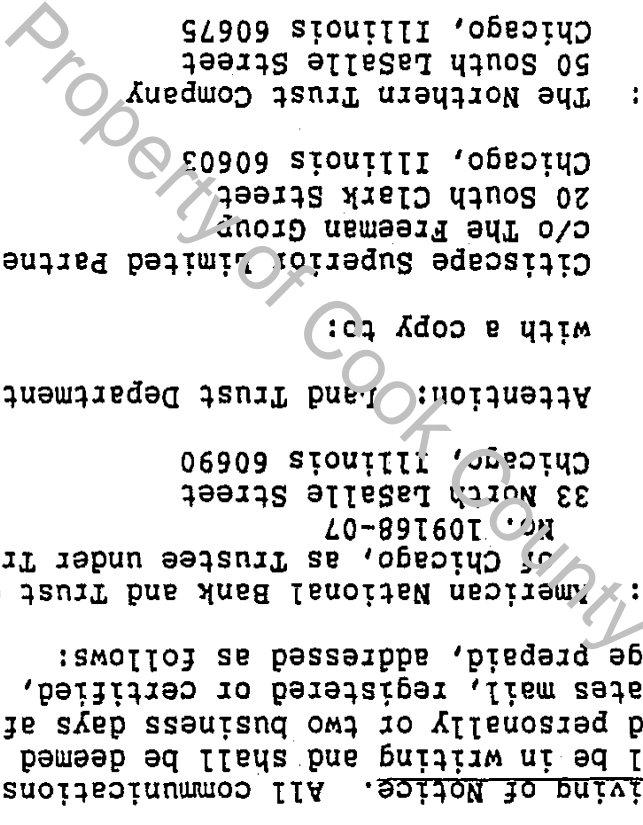 iving of Notice. All communications
l be in writing and shall be deemed
d personally or two business days af
ates mail, registered or certified,
ge prepaid, addressed as follows:
: American National Bank and Trust
of Chicago, as Trustee under Tr
No. 109168-07
33 North LaSalle Street
Chicago, Illinois 60690
Attention: Land Trust Department
with a copy to:
Citiscape Superior Limited Partne
c/o The Freeman Group
20 South Clark Street
Chicago, Illinois 60603
: The Northern Trust Company
50 South LaSalle Street
Chicago, Illinois 60675
Property of Cook County